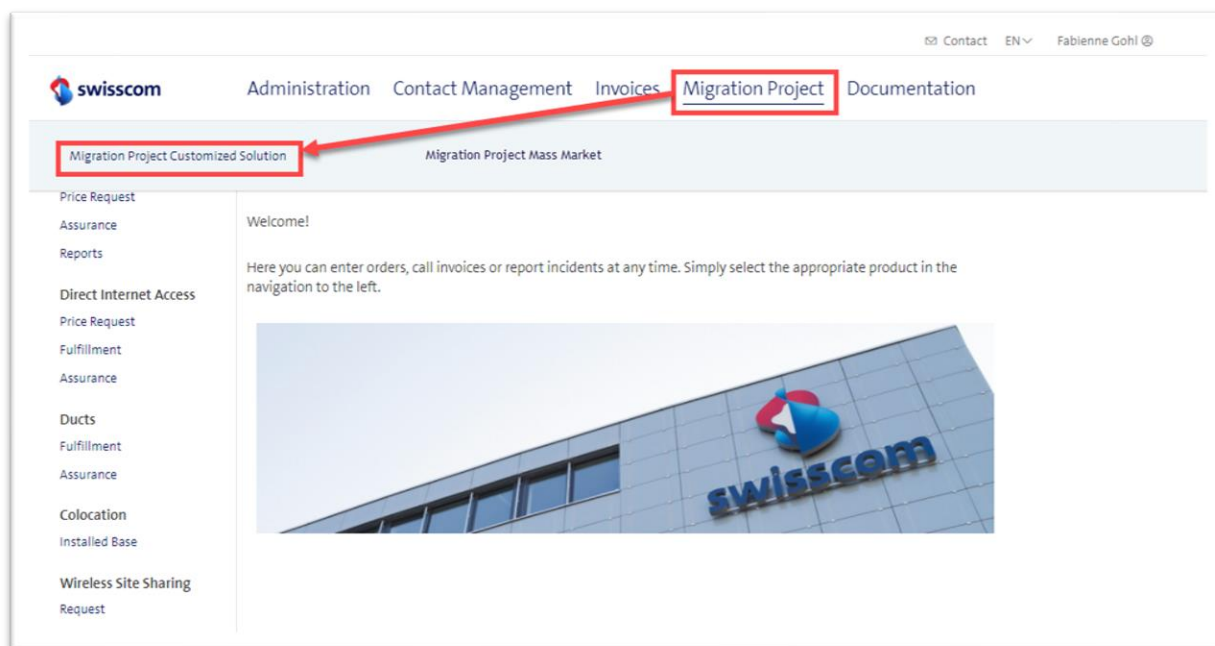 Contact EN Fabienne Gohl
swisscom
Administration Contact Management Invoices Migration Project Documentation
Migration Project Customized Solution Migration Project Mass Market
Price Request
Assurance
Reports
Direct Internet Access
Price Request
Fulfillment
Assurance
Ducts
Fulfillment
Assurance
Colocation
Installed Base
Wireless Site Sharing
Request
Welcome!
Here you can enter orders, call invoices or report incidents at any time. Simply select the appropriate product in the
navigation to the left.
swisscom